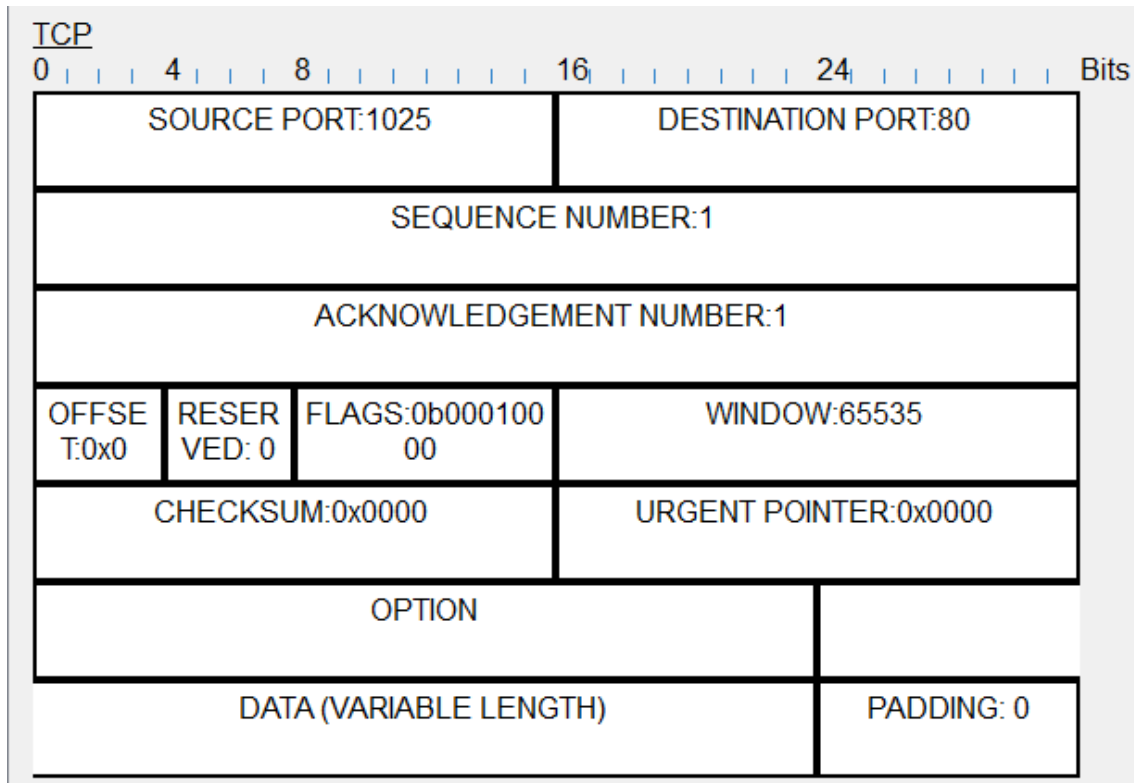 TCP
0 4 8 16 24 Bits
SOURCE PORT:1025 DESTINATION PORT:80
SEQUENCE NUMBER:1
ACKNOWLEDGEMENT NUMBER:1
OFFSE RESER FLAGS:0b000100 WINDOW:65535
T:0x0 VED: 0 00
CHECKSUM:0x0000 URGENT POINTER:0x0000
OPTION
DATA (VARIABLE LENGTH) PADDING: 0